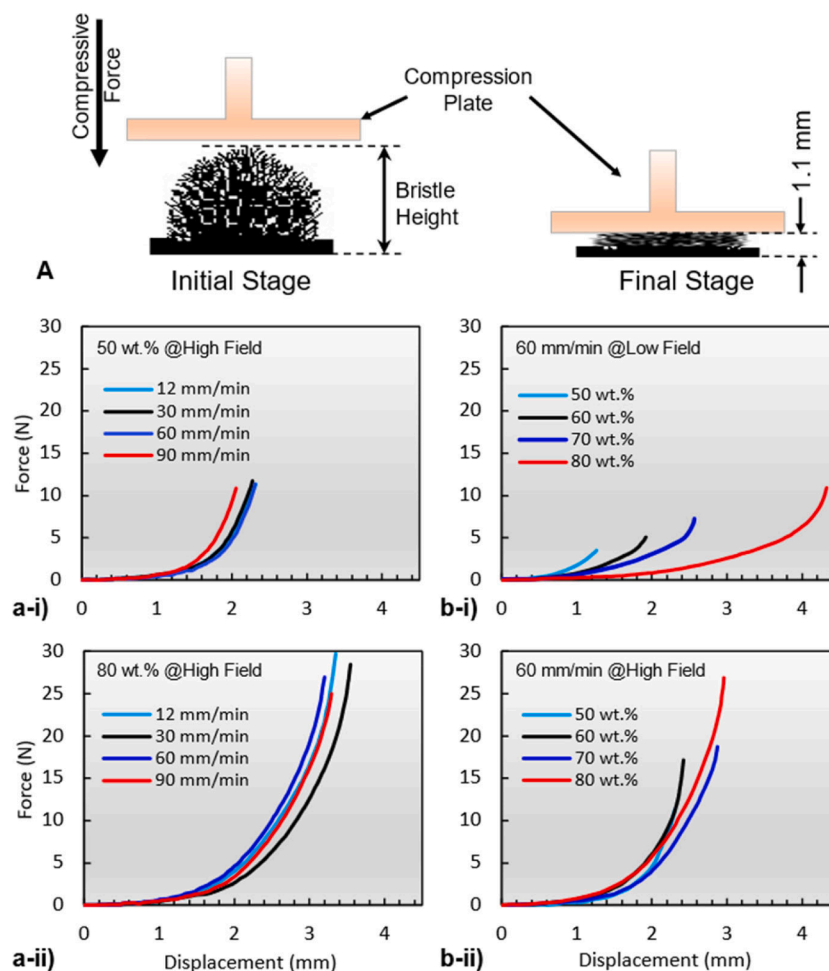 Compressive
Force
Compression
Plate
Bristle
Height
1.1 mm
A
Initial Stage
Final Stage
50 wt.% @High Field
12 mm/min
30 mm/min
60 mm/min
90 mm/min
Force (N)
30
25
20
15
10
5
0
0 1 2 3 4
a-i)
60 mm/min @Low Field
50 wt.%
60 wt.%
70 wt.%
80 wt.%
30
25
20
15
10
5
0
0 1 2 3 4
b-i)
80 wt.% @High Field
12 mm/min
30 mm/min
60 mm/min
90 mm/min
Force (N)
30
25
20
15
10
5
0
0 1 2 3 4
a-ii)
Displacement (mm)
60 mm/min @High Field
50 wt.%
60 wt.%
70 wt.%
80 wt.%
30
25
20
15
10
5
0
0 1 2 3 4
b-ii)
Displacement (mm)